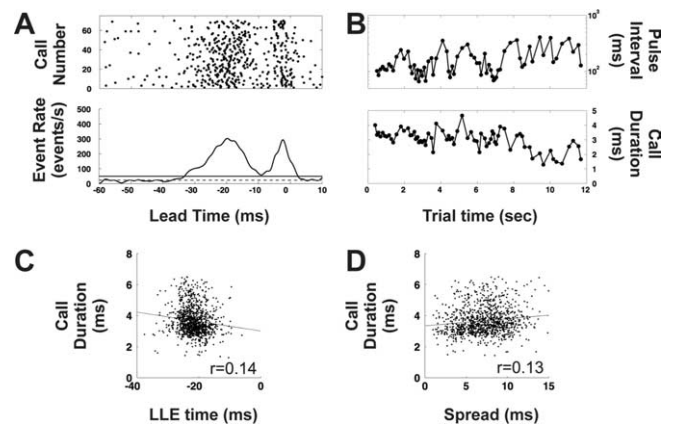 A
Call Number
60
40
20
0
Event Rate (events/s)
500
400
300
200
100
0
-60 -50 -40 -30 -20 -10 0 10
Lead Time (ms)
B
10³
10²
Pulse Interval (ms)
5
4
3
2
1
0
Call Duration (ms)
0 2 4 6 8 10 12
Trial time (sec)
C
Call Duration (ms)
8
6
4
2
0
r=0.14
-40 -20 0
LLE time (ms)
D
Call Duration (ms)
8
6
4
2
0
r=0.13
0 5 10 15
Spread (ms)